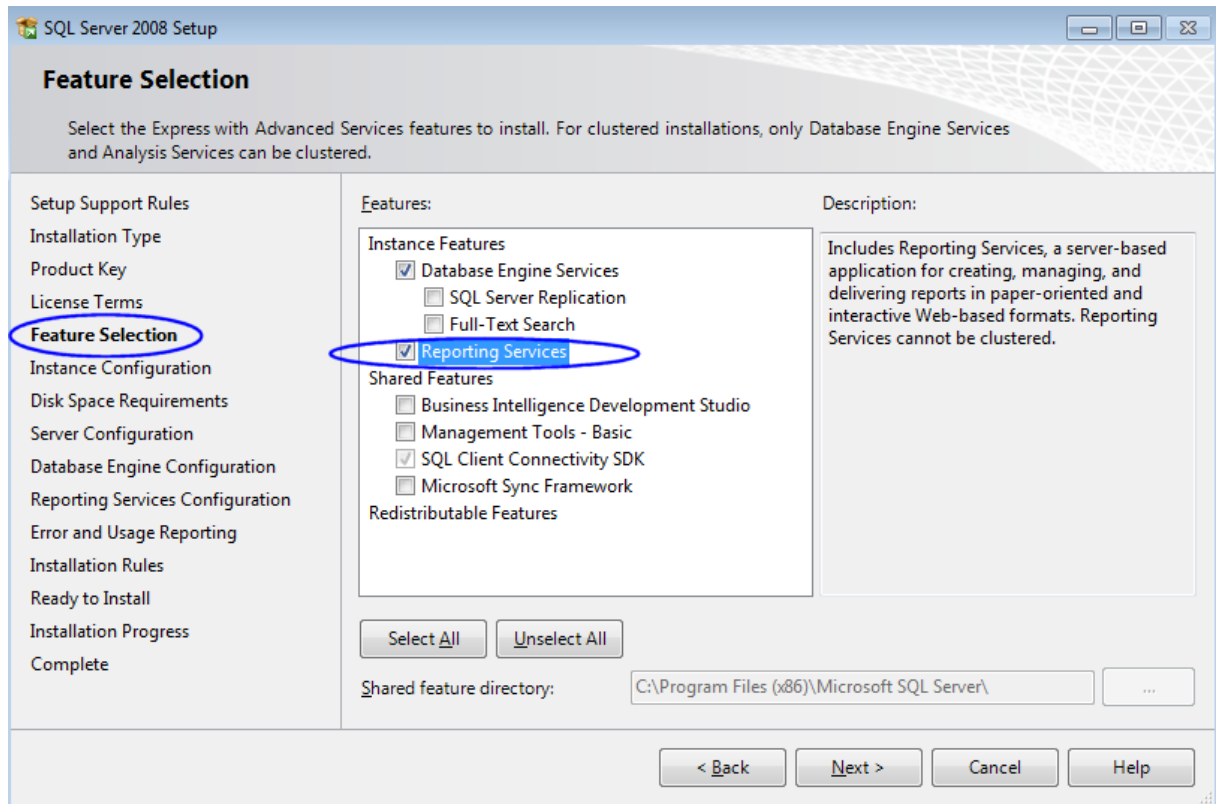 SQL Server 2008 Setup
Feature Selection
Select the Express with Advanced Services features to install. For clustered installations, only Database Engine Services
and Analysis Services can be clustered.
Setup Support Rules
Installation Type
Product Key
License Terms
Feature Selection
Instance Configuration
Disk Space Requirements
Server Configuration
Database Engine Configuration
Reporting Services Configuration
Error and Usage Reporting
Installation Rules
Ready to Install
Installation Progress
Complete
Features:
Instance Features
Database Engine Services
SQL Server Replication
Full-Text Search
Reporting Services
Shared Features
Business Intelligence Development Studio
Management Tools - Basic
SQL Client Connectivity SDK
Microsoft Sync Framework
Redistributable Features
Description:
Includes Reporting Services, a server-based
application for creating, managing, and
delivering reports in paper-oriented and
interactive Web-based formats. Reporting
Services cannot be clustered.
Select All
Unselect All
Shared feature directory:
C:\Program Files (x86)\Microsoft SQL Server\
...
< Back
Next >
Cancel
Help